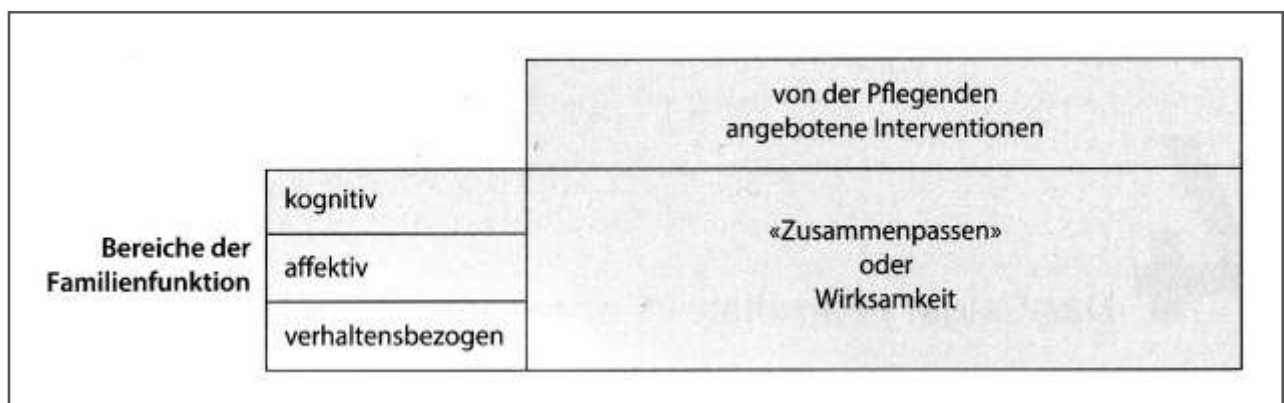 von der Pflegenden
angebotene Interventionen
Bereiche der
Familienfunktion
kognitiv
affektiv
verhaltensbezogen
«Zusammenpassen»
oder
Wirksamkeit